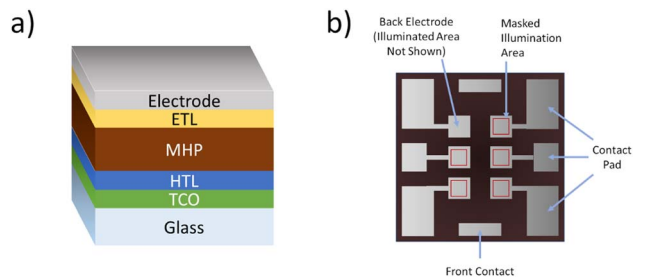 a)
Electrode
ETL
MHP
HTL
TCO
Glass
b)
Back Electrode
(Illuminated Area
Not Shown)
Masked
Illumination
Area
Contact
Pad
Front Contact